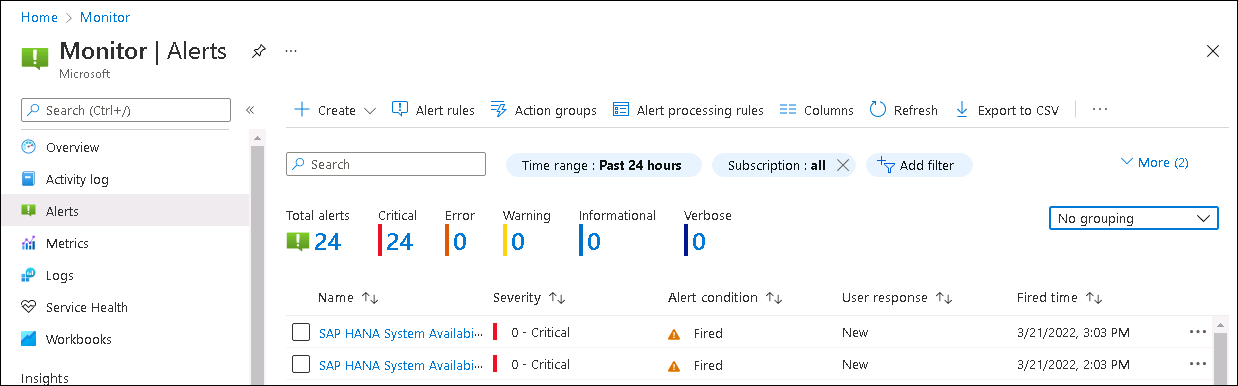 Home > Monitor
Monitor | Alerts ...
Microsoft
Search (Ctrl+/) «
Overview
Activity log
Alerts
Metrics
Logs
Service Health
Workbooks
Insights
Create Alert rules Action groups Alert processing rules Columns Refresh Export to CSV ...
Search Time range : Past 24 hours Subscription : all Add filter More (2)
Total alerts Critical Error Warning Informational Verbose
24 24 0 0 0 0
No grouping
Name ↑↓ Severity ↑↓ Alert condition ↑↓ User response ↑↓ Fired time ↑↓
SAP HANA System Availabi... 0 - Critical Fired New 3/21/2022, 3:03 PM ...
SAP HANA System Availabi... 0 - Critical Fired New 3/21/2022, 2:03 PM ...